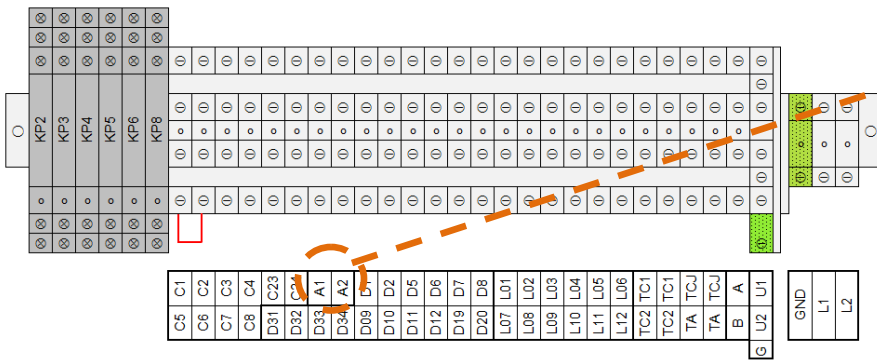 KP2 KP3 KP4 KP5 KP6 KP8
C1 C2 C3 C4 C23 C24 A1 A2 D1 D2 D5 D6 D7 D8 L01 L02 L03 L04 L05 L06 TC1 TC1 TCJ TCJ A U1
C5 C6 C7 C8 D31 D32 D33 D34 D09 D10 D11 D12 D19 D20 L07 L08 L09 L10 L11 L12 TC2 TC2 TA TA B U2
G
GND
L1
L2